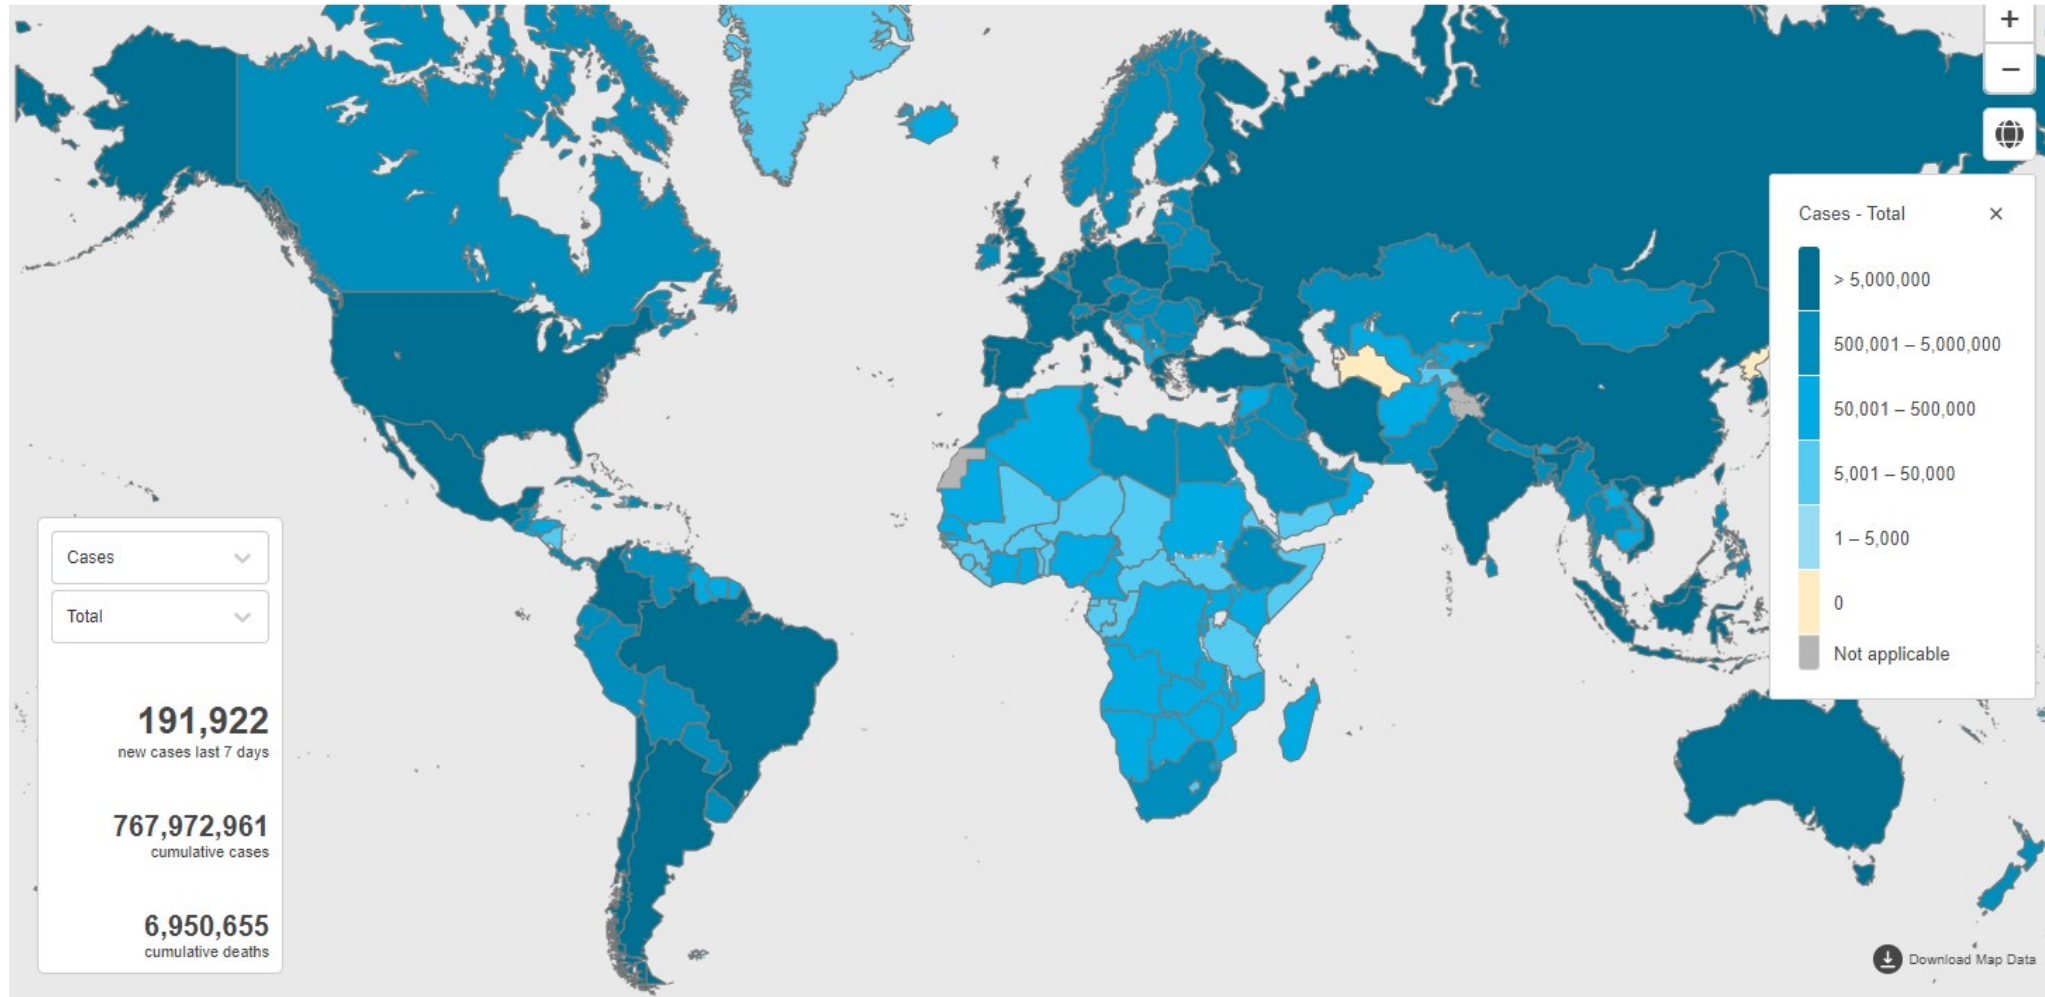 +
−
Cases - Total ×
> 5,000,000
500,001 – 5,000,000
50,001 – 500,000
5,001 – 50,000
1 – 5,000
0
Not applicable
Cases
Total
191,922
new cases last 7 days
767,972,961
cumulative cases
6,950,655
cumulative deaths
Download Map Data